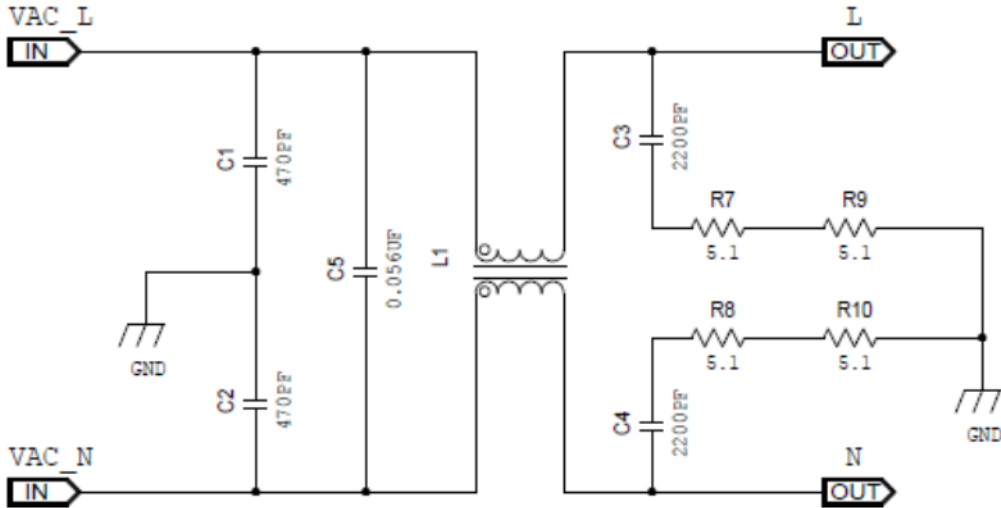 VAC_L
IN
L
OUT
C1
470PF
C5
0.056UF
L1
C3
2200PF
R7
5.1
R9
5.1
GND
C2
470PF
R8
5.1
R10
5.1
C4
2200PF
GND
VAC_N
IN
N
OUT